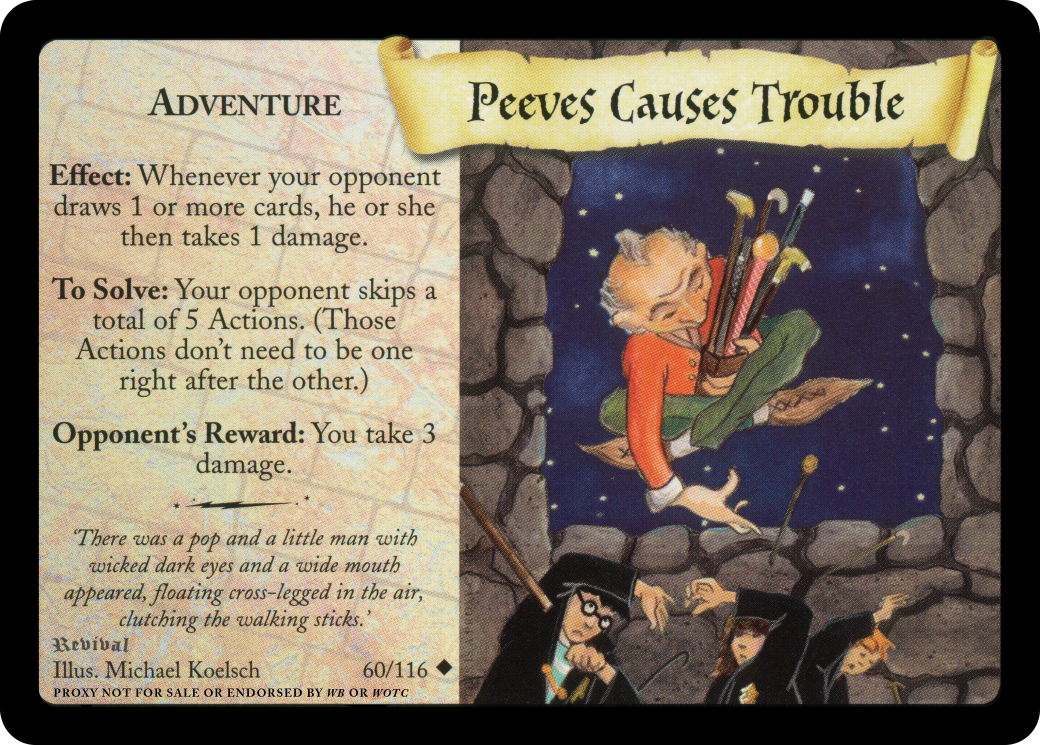 Peeves Causes Trouble
ADVENTURE
Effect: Whenever your opponent
draws 1 or more cards, he or she
then takes 1 damage.
To Solve: Your opponent skips a
total of 5 Actions. (Those
Actions don’t need to be one
right after the other.)
Opponent’s Reward: You take 3
damage.
‘There was a pop and a little man with
wicked dark eyes and a wide mouth
appeared, floating cross-legged in the air,
clutching the walking sticks.’
Revival
Illus. Michael Koelsch 60/116
PROXY NOT FOR SALE OR ENDORSED BY WB OR WOTC